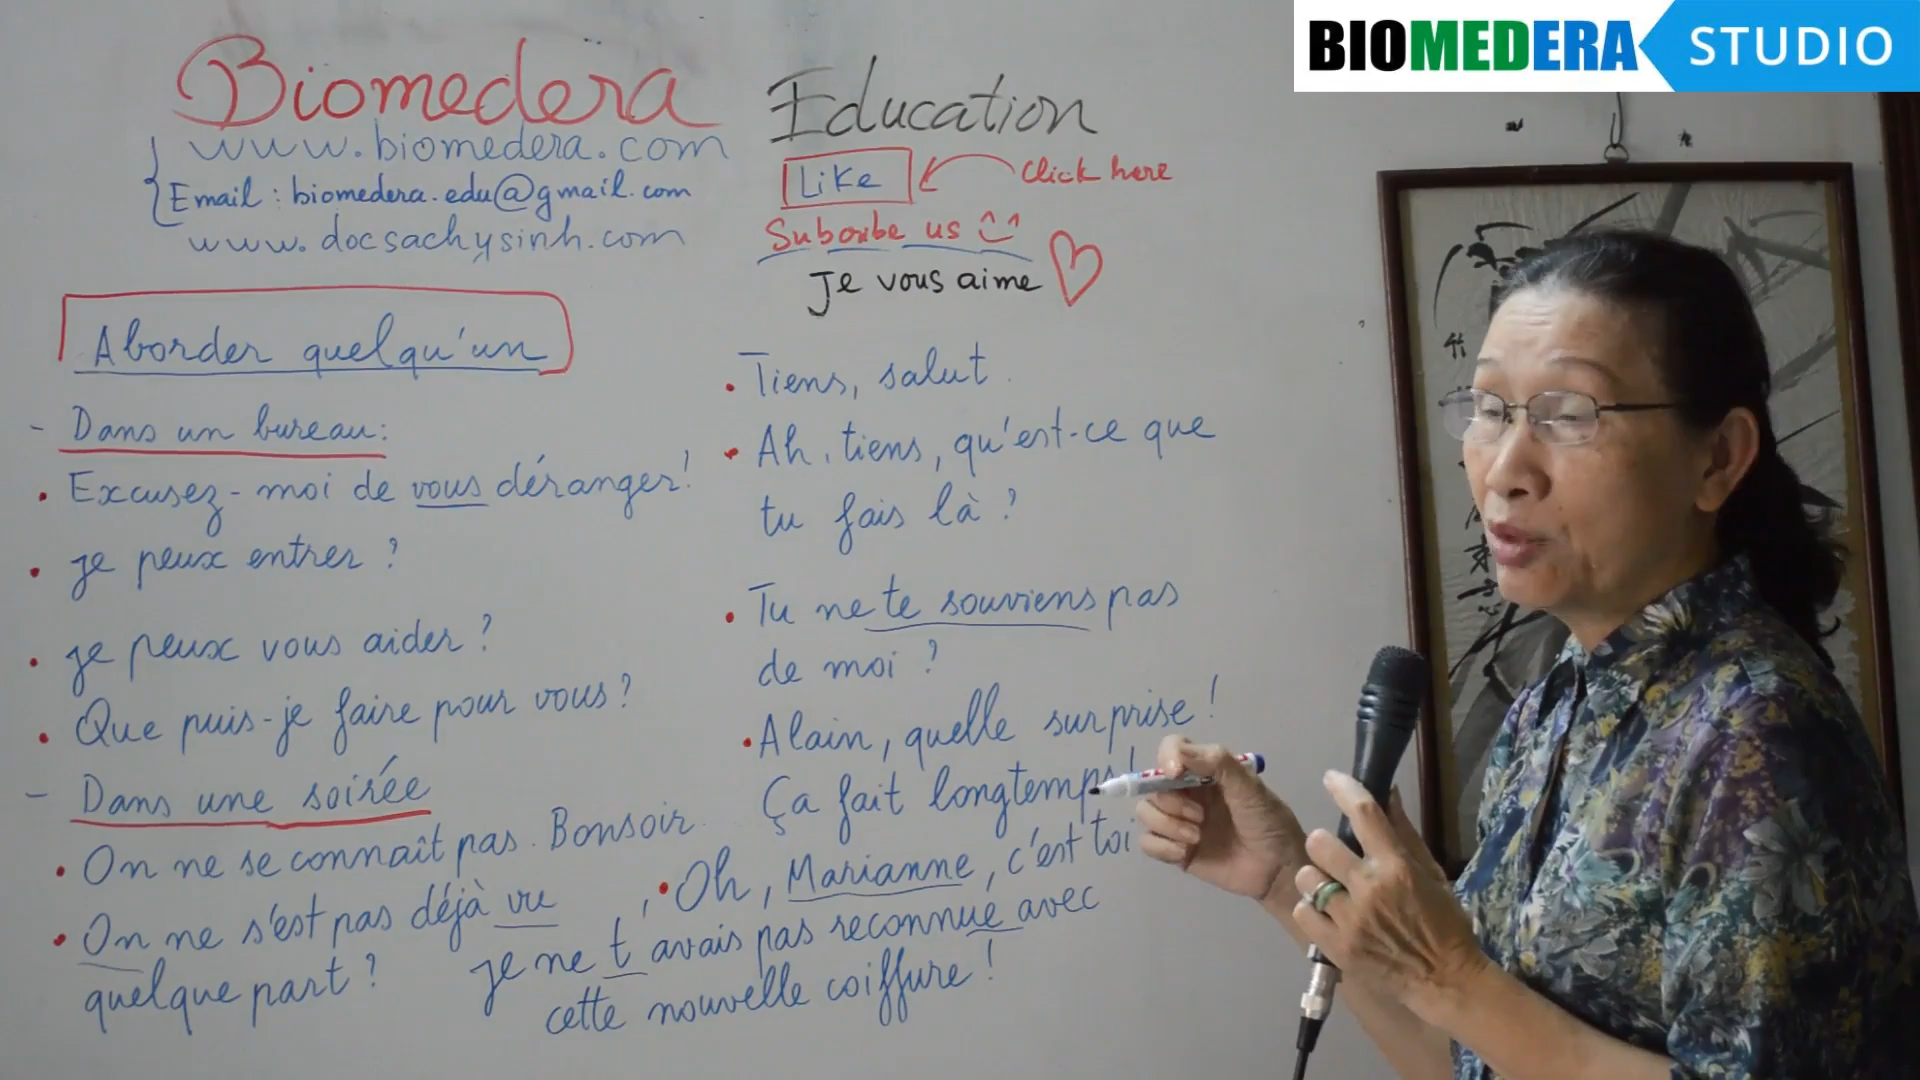 BIOMEDERA STUDIO
Biomedera Education
www.biomedera.com
Email: biomedera.edu@gmail.com
www.docsachysinh.com
Like
Click here
us
Je vous aime
Aborder quelqu'un
- Dans un bureau:
• Excusez-moi de vous déranger!
• Je peux entrer?
• Je peux vous aider?
• Que puis-je faire pour vous?
- Dans une soirée
• On ne se connaît pas. Bonsoir.
• On ne s'est pas déjà vu
quelque part?
• Tiens, salut.
• Ah, tiens, qu'est-ce que
tu fais là?
• Tu ne te souviens pas
de moi?
• Alain, quelle surprise!
Ça fait longtemps!
• Oh, Marianne, c'est toi
je ne t'avais pas reconnue avec
cette nouvelle coiffure!
竹